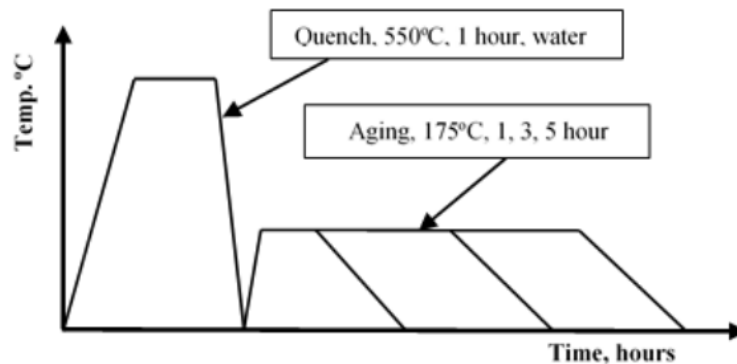 Quench, 550ºC, 1 hour, water
Temp. ºC
Aging, 175ºC, 1, 3, 5 hour
Time, hours